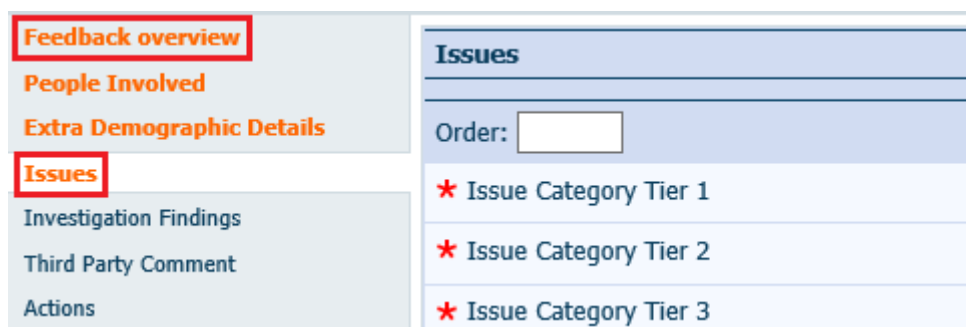 Feedback overview
People Involved
Extra Demographic Details
Issues
Investigation Findings
Third Party Comment
Actions
Issues
Order:
* Issue Category Tier 1
* Issue Category Tier 2
* Issue Category Tier 3